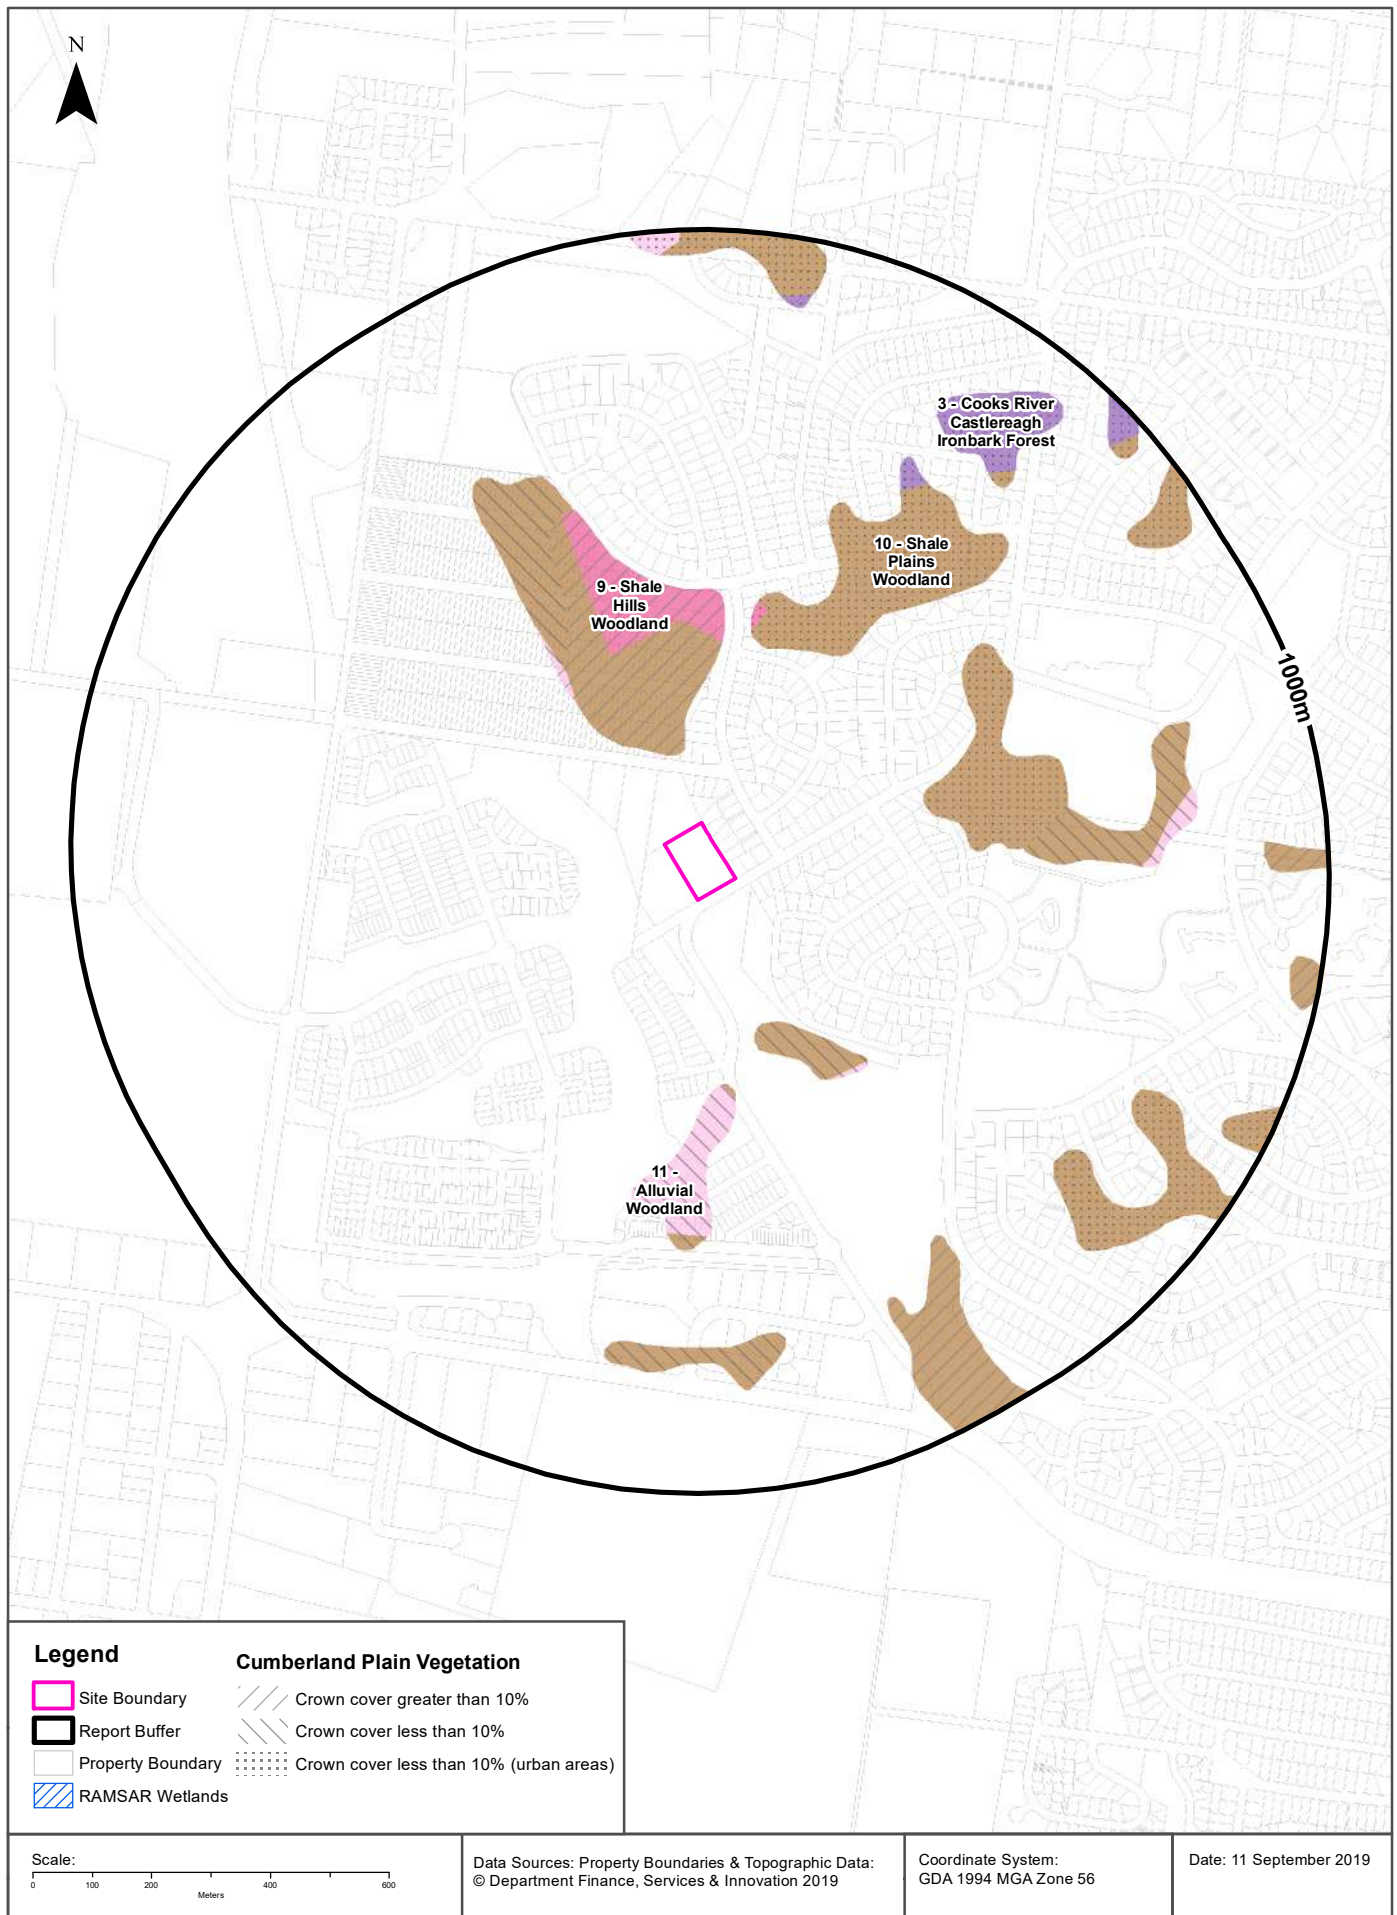 N
3 - Cooks River
Castlereagh
Ironbark Forest
10 - Shale
Plains
Woodland
9 - Shale
Hills
Woodland
1000m
11 -
Alluvial
Woodland
Legend
Site Boundary
Report Buffer
Property Boundary
RAMSAR Wetlands
Cumberland Plain Vegetation
Crown cover greater than 10%
Crown cover less than 10%
Crown cover less than 10% (urban areas)
Scale:
0 100 200 400 600
Meters
Data Sources: Property Boundaries & Topographic Data:
© Department Finance, Services & Innovation 2019
Coordinate System:
GDA 1994 MGA Zone 56
Date: 11 September 2019